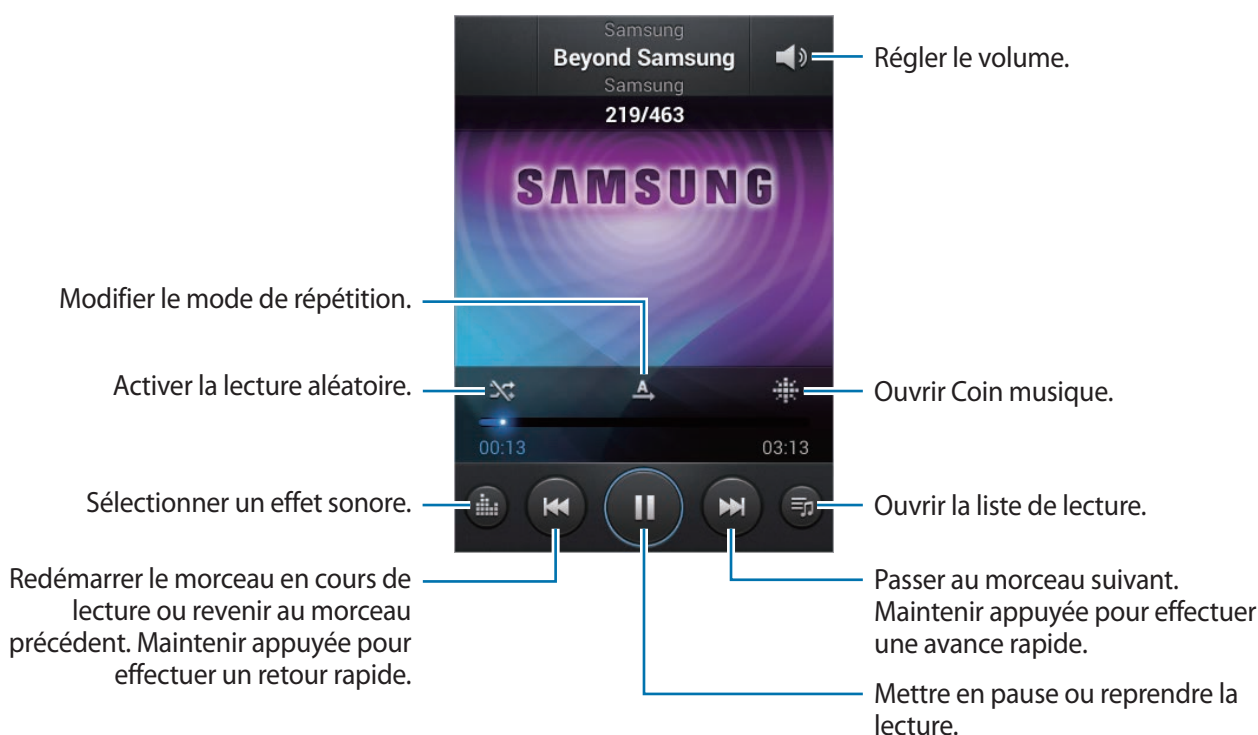 Samsung
Beyond Samsung
Samsung
219/463
Régler le volume.
SAMSUNG
Modifier le mode de répétition.
A
Activer la lecture aléatoire.
Ouvrir Coin musique.
00:13
03:13
Sélectionner un effet sonore.
Ouvrir la liste de lecture.
Redémarrer le morceau en cours de
lecture ou revenir au morceau
précédent. Maintenir appuyée pour
effectuer un retour rapide.
Passer au morceau suivant.
Maintenir appuyée pour effectuer
une avance rapide.
Mettre en pause ou reprendre la
lecture.